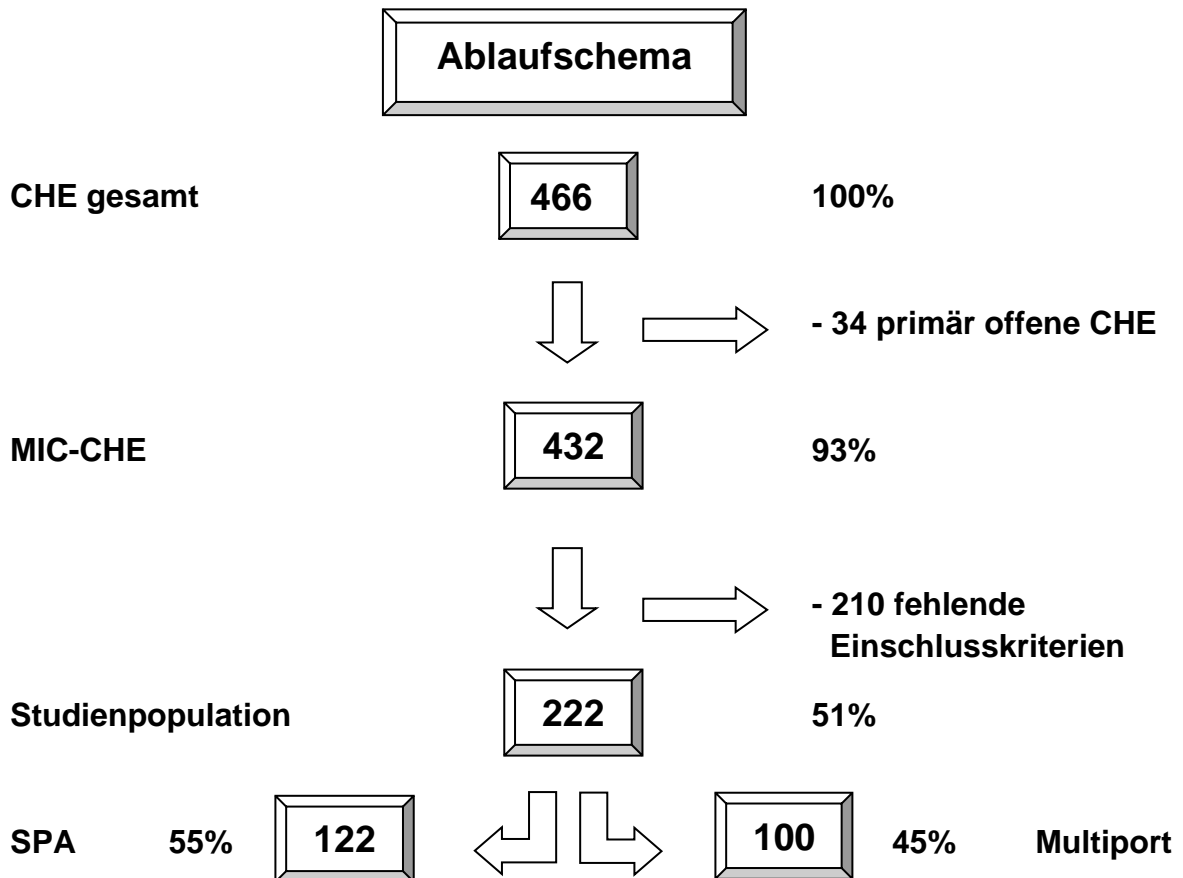 Ablaufschema
CHE gesamt 466 100%
- 34 primär offene CHE
MIC-CHE 432 93%
- 210 fehlende
Einschlusskriterien
Studienpopulation 222 51%
SPA 55% 122 100 45% Multiport